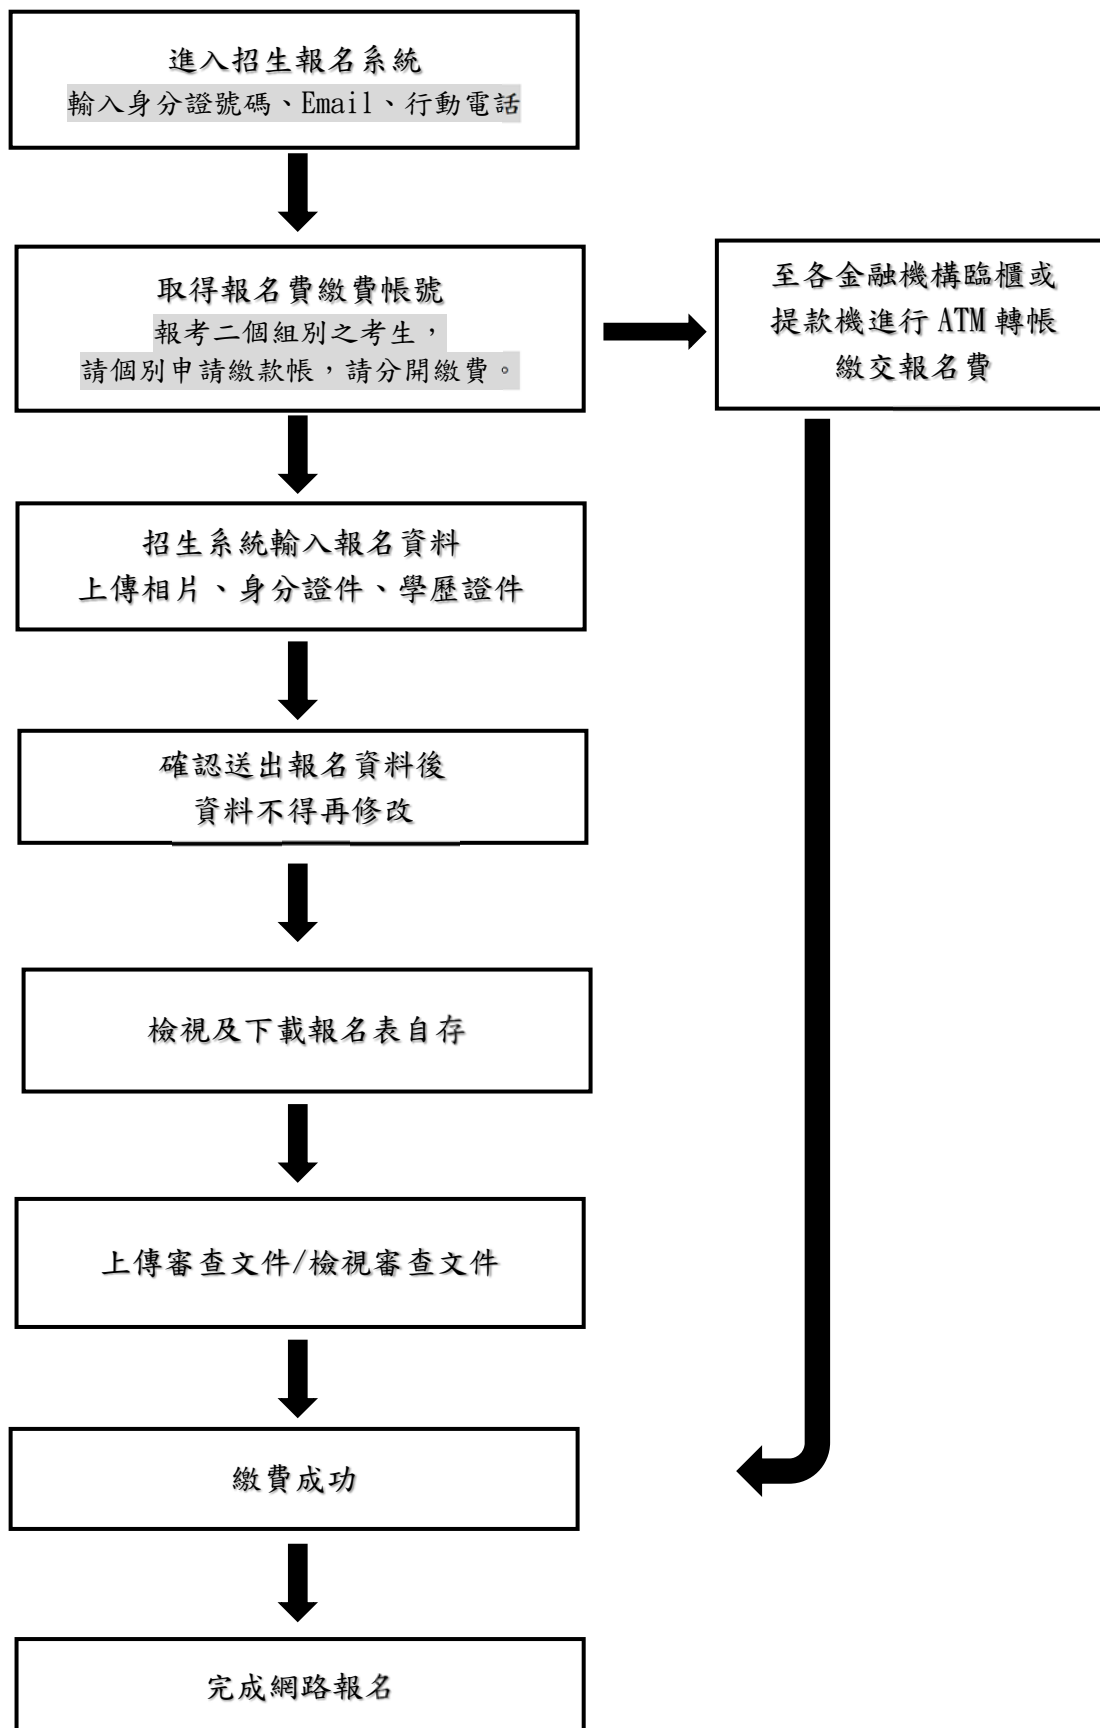 進入招生報名系統
輸入身分證號碼、Email、行動電話
取得報名費繳費帳號
報考二個組別之考生，
請個別申請繳款帳，請分開繳費。
至各金融機構臨櫃或
提款機進行 ATM 轉帳
繳交報名費
招生系統輸入報名資料
上傳相片、身分證件、學歷證件
確認送出報名資料後
資料不得再修改
檢視及下載報名表自存
上傳審查文件/檢視審查文件
繳費成功
完成網路報名